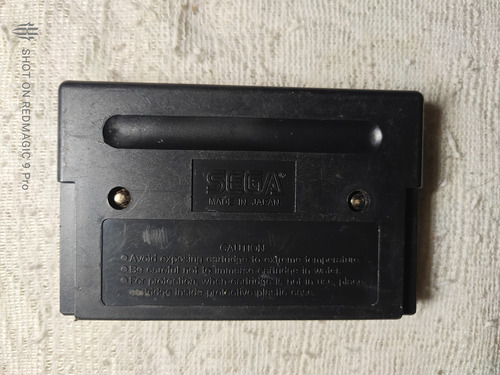 SEGA®
MADE IN JAPAN
CAUTION
● Avoid exposing cartridge to extreme temperature.
● Be careful not to immerse cartridge in water.
● For protection, when cartridge is not in use, place
cartridge inside protective plastic case.
SHOT ON REDMAGIC 9 Pro